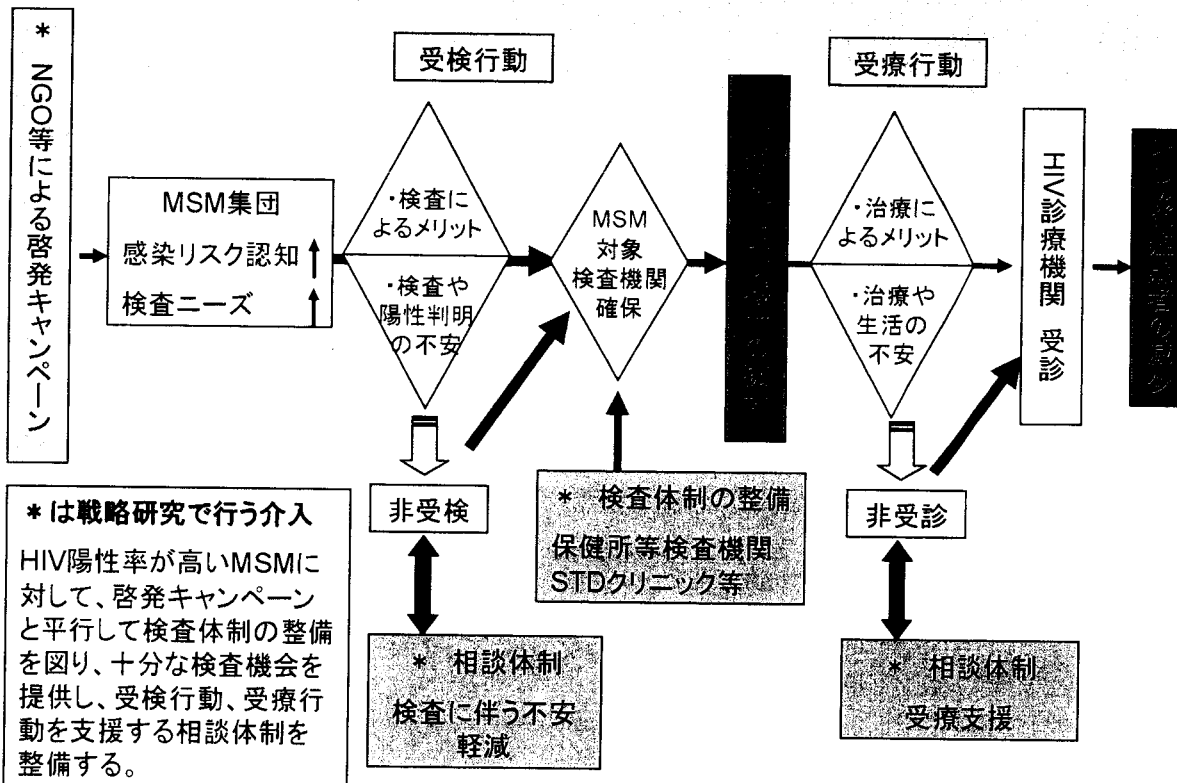 * NGO等による啓発キャンペーン
受検行動
受療行動
MSM集団
感染リスク認知↑
検査ニーズ↑
・検査に
よるメリット
・検査や
陽性判明
の不安
MSM
対象
検査機関
確保
・治療に
よるメリット
・治療や
生活の
不安
HIV診療機関 受診
非受検
* 検査体制の整備
保健所等検査機関
STDクリニック等
非受診
* 相談体制
検査に伴う不安
軽減
* 相談体制
受療支援
*は戦略研究で行う介入
HIV陽性率が高いMSMに
対して、啓発キャンペーン
と平行して検査体制の整備
を図り、十分な検査機会を
提供し、受検行動、受療行
動を支援する相談体制を
整備する。